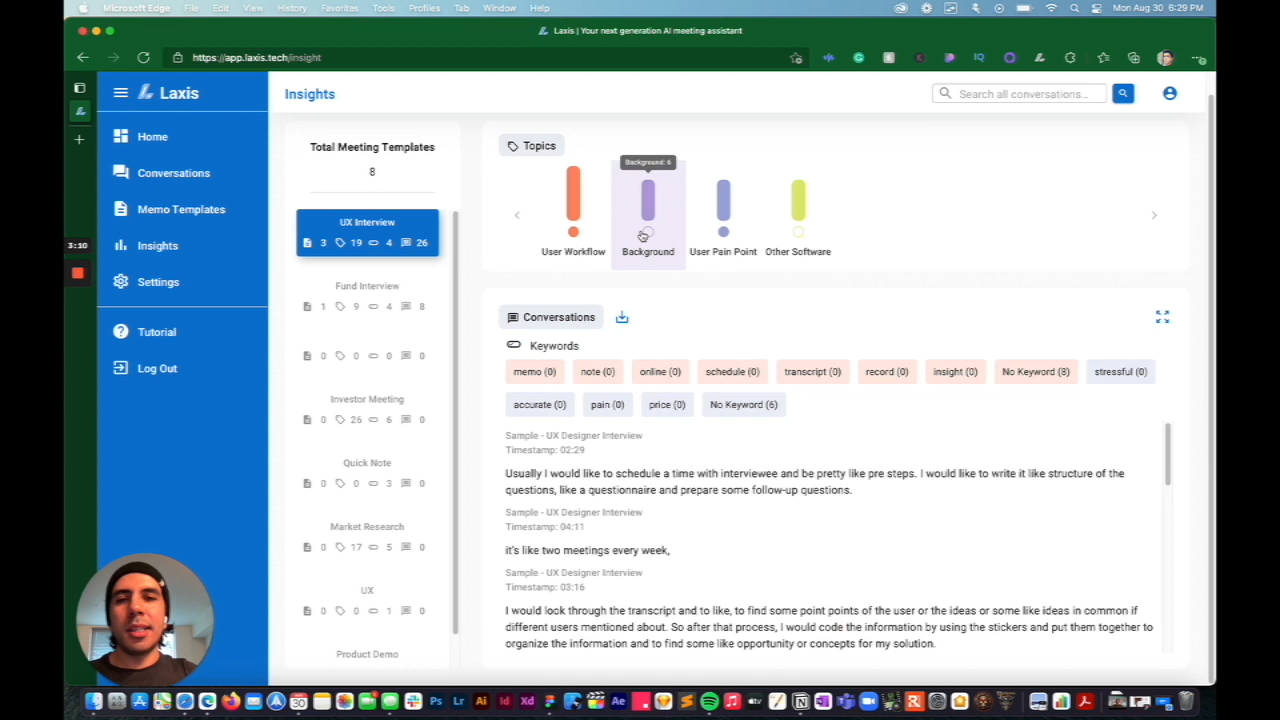 Microsoft Edge File Edit View History Favorites Tools Profiles Tab Window Help Mon Aug 30 6:29 PM
Laxis | Your next generation AI meeting assistant
https://app.laxis.tech/insight
Laxis
Insights
Search all conversations...
Home
Conversations
Memo Templates
Insights
Settings
Tutorial
Log Out
3:10
Total Meeting Templates
8
UX Interview
3 19 4 26
Fund Interview
1 9 4 8
0 0 0 0
Investor Meeting
0 26 6 0
Quick Note
0 0 3 0
Market Research
0 17 5 0
UX
0 0 1 0
Product Demo
Topics
Background: 6
User Workflow Background User Pain Point Other Software
Conversations
Keywords
memo (0) note (0) online (0) schedule (0) transcript (0) record (0) insight (0) No Keyword (8) stressful (0)
accurate (0) pain (0) price (0) No Keyword (6)
Sample - UX Designer Interview
Timestamp: 02:29
Usually I would like to schedule a time with interviewee and be pretty like pre steps. I would like to write it like structure of the
questions, like a questionnaire and prepare some follow-up questions.
Sample - UX Designer Interview
Timestamp: 04:11
it's like two meetings every week,
Sample - UX Designer Interview
Timestamp: 03:16
I would look through the transcript and to like, to find some point points of the user or the ideas or some like ideas in common if
different users mentioned about. So after that process, I would code the information by using the stickers and put them together to
organize the information and to find some like opportunity or concepts for my solution.
30 Ps Lr Ai Id Xd Ae tv